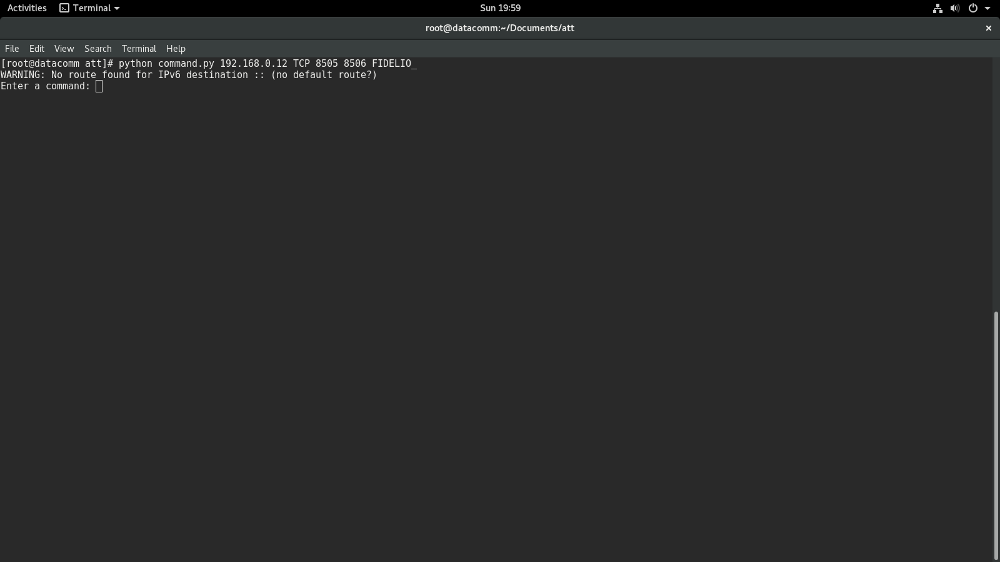 Activities Terminal Sun 19:59
root@datacomm:~/Documents/att
File Edit View Search Terminal Help
[root@datacomm att]# python command.py 192.168.0.12 TCP 8505 8506 FIDELIO_
WARNING: No route found for IPv6 destination :: (no default route?)
Enter a command: